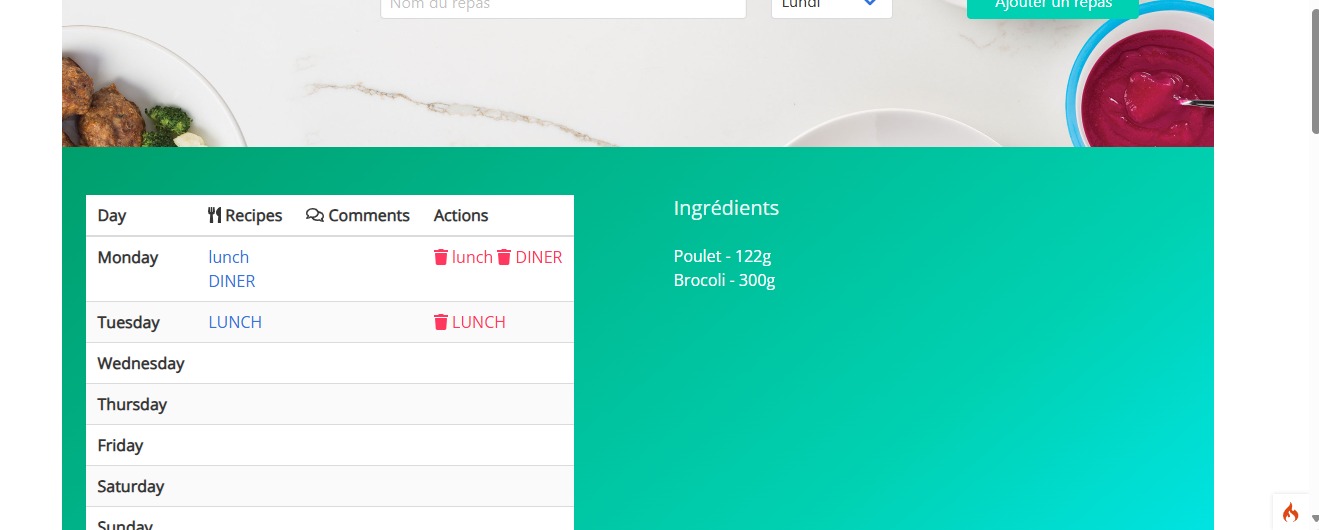 Nom du repas Lundi Ajouter un repas
Day Recipes Comments Actions
Monday lunch lunch DINER
DINER
Tuesday LUNCH LUNCH
Wednesday
Thursday
Friday
Saturday
Sunday
Ingrédients
Poulet - 122g
Brocoli - 300g